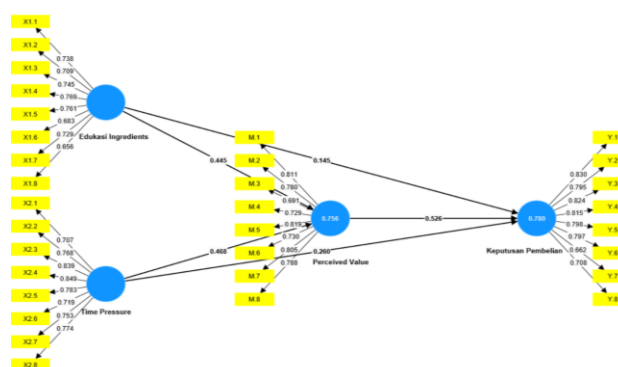 X1.1
X1.2
X1.3
X1.4
X1.5
X1.6
X1.7
X1.8
0.738
0.709
0.745
0.769
0.761
0.683
0.729
0.656
Edukasi Ingredients
X2.1
X2.2
X2.3
X2.4
X2.5
X2.6
X2.7
X2.8
0.707
0.768
0.839
0.849
0.783
0.719
0.753
0.774
Time Pressure
0.445
0.145
0.468
0.260
0.526
M.1
M.2
M.3
M.4
M.5
M.6
M.7
M.8
0.811
0.780
0.691
0.729
0.819
0.730
0.805
0.788
0.756
Perceived Value
0.780
Keputusan Pembelian
0.830
0.795
0.824
0.815
0.798
0.797
0.662
0.708
Y.1
Y.2
Y.3
Y.4
Y.5
Y.6
Y.7
Y.8